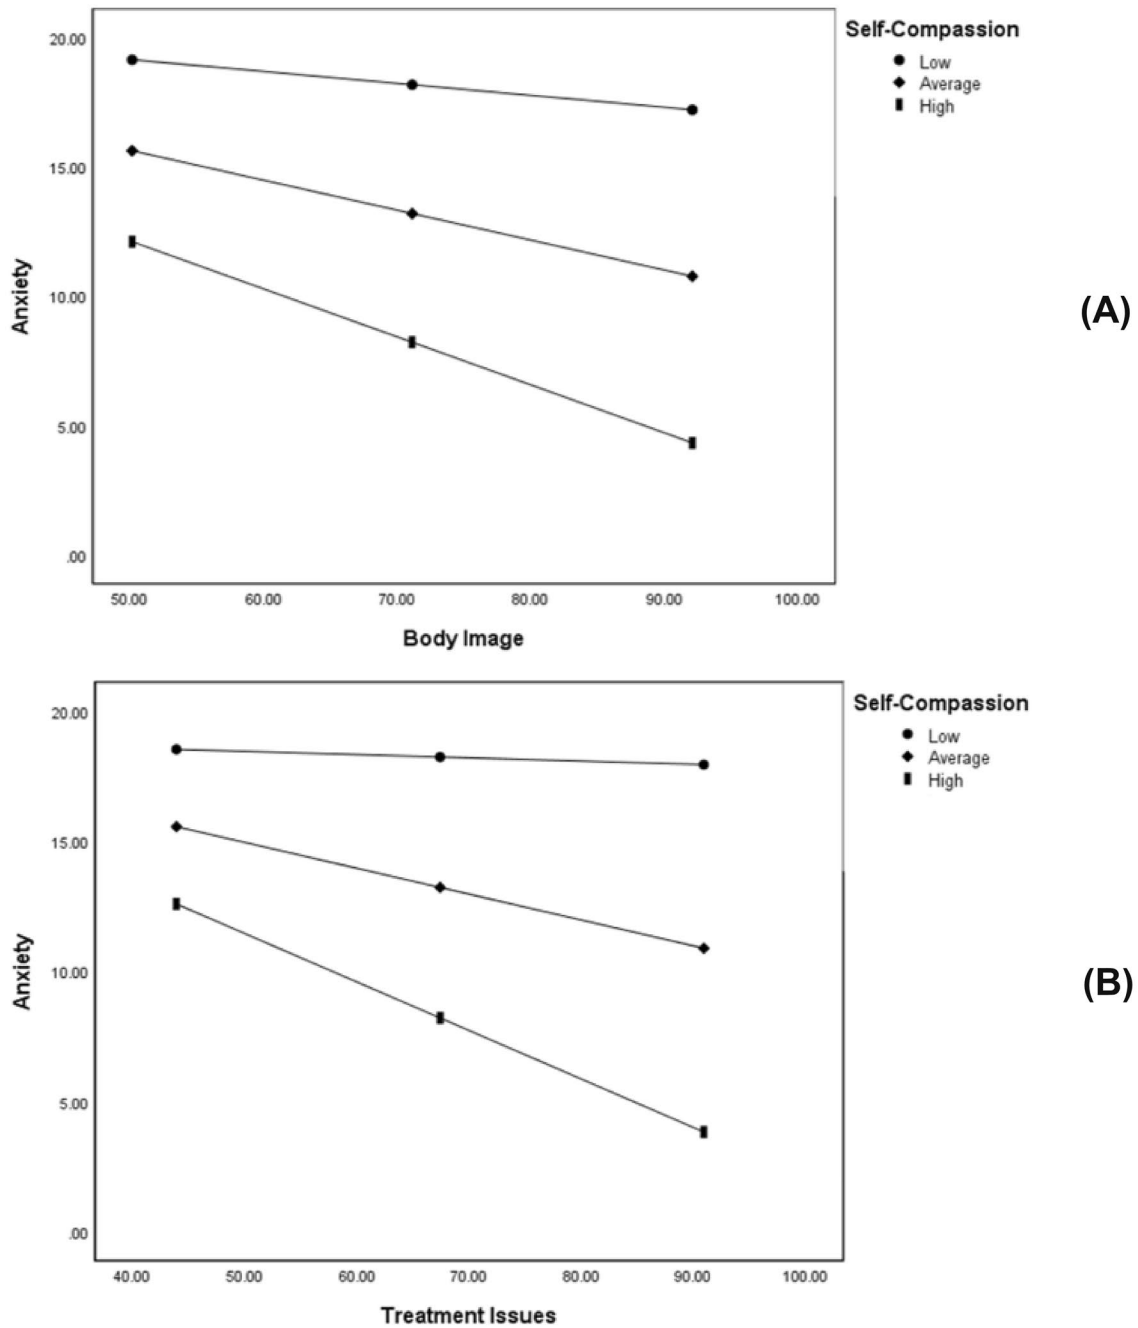 Self-Compassion
Low
Average
High
20.00
15.00
10.00
5.00
.00
Anxiety
50.00 60.00 70.00 80.00 90.00 100.00
Body Image
(A)
Self-Compassion
Low
Average
High
20.00
15.00
10.00
5.00
.00
Anxiety
40.00 50.00 60.00 70.00 80.00 90.00 100.00
Treatment Issues
(B)